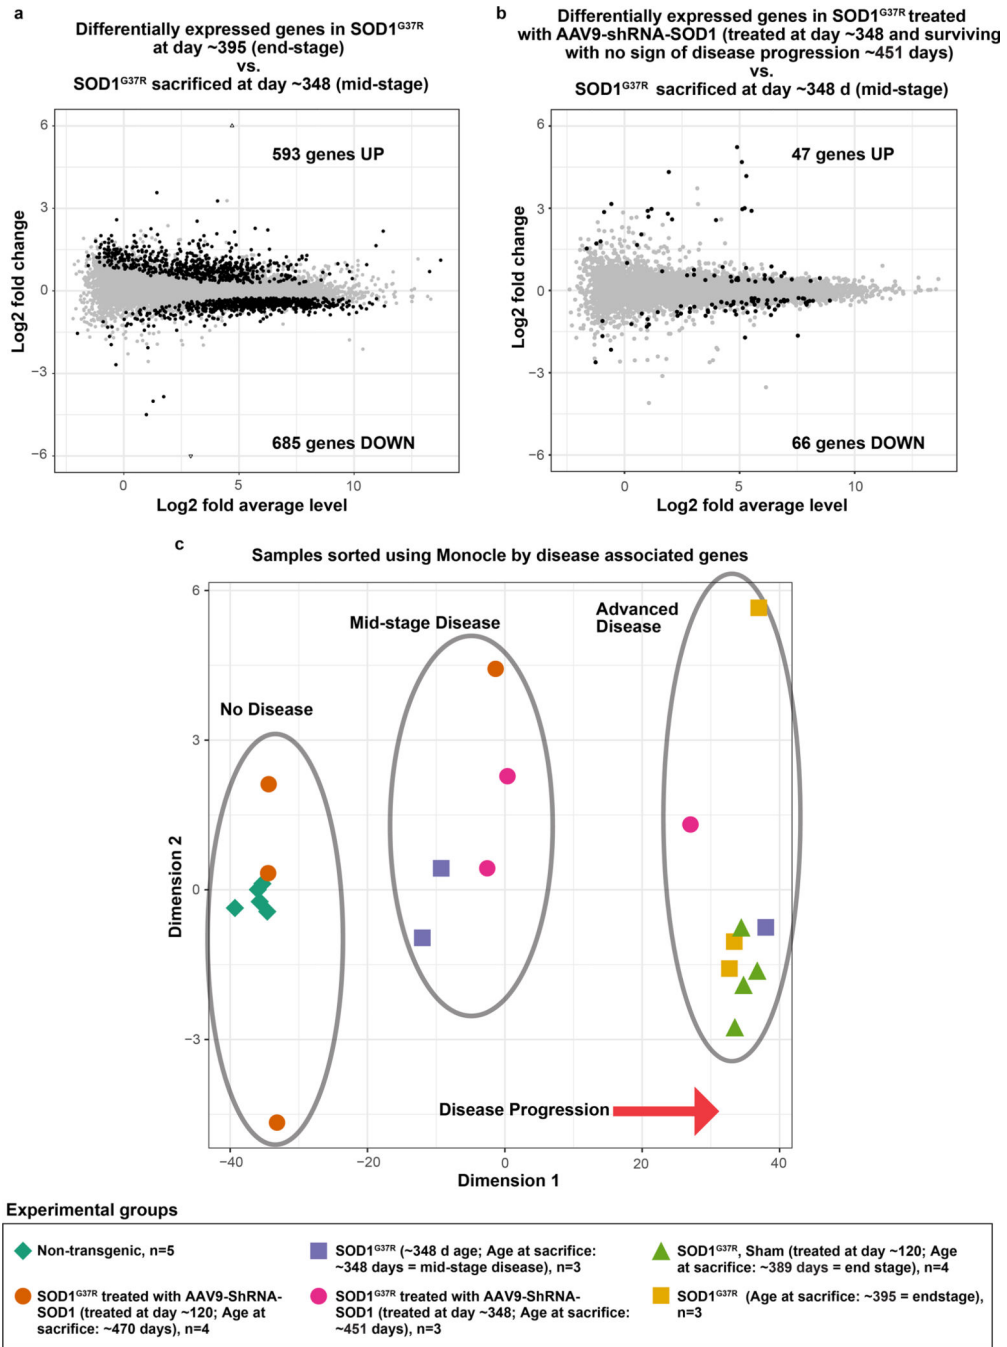 a
Differentially expressed genes in SOD1G37R
at day ~395 (end-stage)
vs.
SOD1G37R sacrificed at day ~348 (mid-stage)
6
3
0
−3
−6
Log2 fold change
593 genes UP
685 genes DOWN
0
5
10
Log2 fold average level
b
Differentially expressed genes in SOD1G37R treated
with AAV9-shRNA-SOD1 (treated at day ~348 and surviving
with no sign of disease progression ~451 days)
vs.
SOD1G37R sacrificed at day ~348 d (mid-stage)
6
3
0
−3
−6
Log2 fold change
47 genes UP
66 genes DOWN
0
5
10
Log2 fold average level
c
Samples sorted using Monocle by disease associated genes
6
3
0
−3
Dimension 2
No Disease
Mid-stage Disease
Advanced
Disease
Disease Progression
−40
−20
0
20
40
Dimension 1
Experimental groups
Non-transgenic, n=5
SOD1G37R (~348 d age; Age at sacrifice:
~348 days = mid-stage disease), n=3
SOD1G37R, Sham (treated at day ~120; Age
at sacrifice: ~389 days = end stage), n=4
SOD1G37R treated with AAV9-ShRNA-
SOD1 (treated at day ~120; Age at
sacrifice: ~470 days), n=4
SOD1G37R treated with AAV9-ShRNA-
SOD1 (treated at day ~348; Age at sacrifice:
~451 days), n=3
SOD1G37R (Age at sacrifice: ~395 = endstage),
n=3